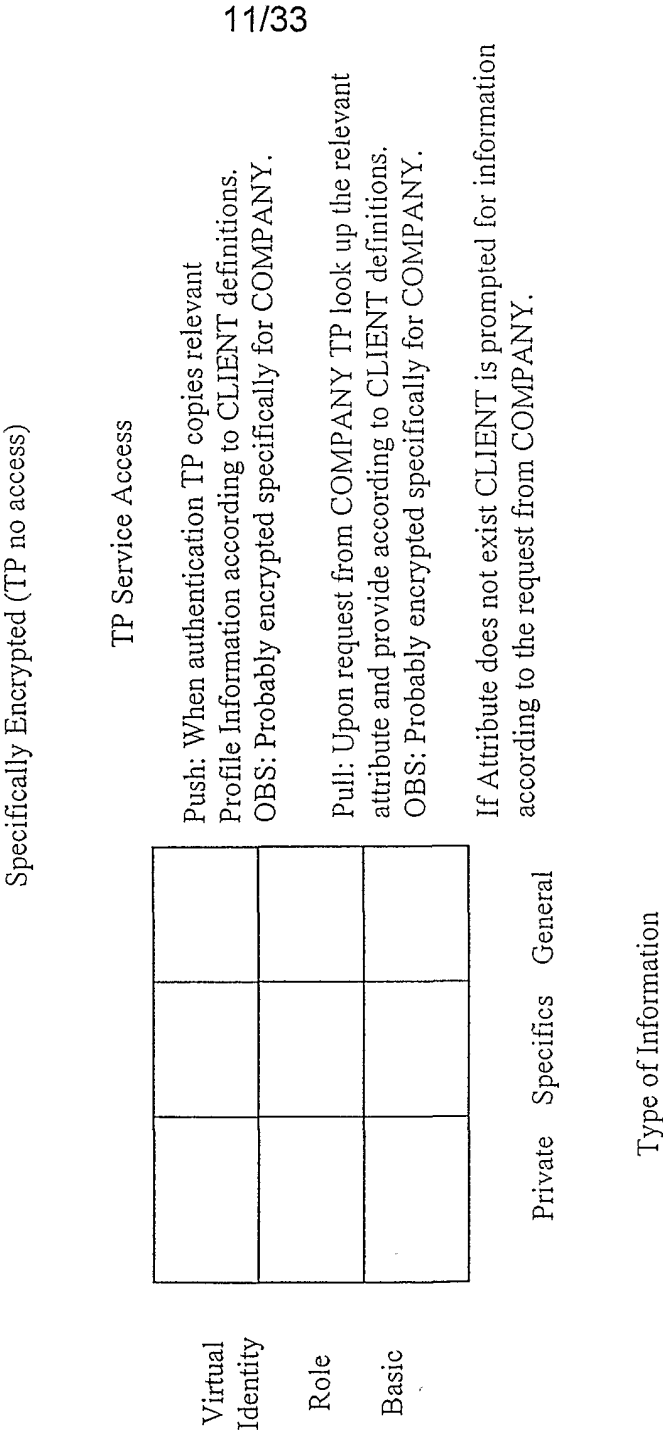 11/33
Specifically Encrypted (TP no access)
TP Service Access
Push: When authentication TP copies relevant
Profile Information according to CLIENT definitions.
OBS: Probably encrypted specifically for COMPANY.
Pull: Upon request from COMPANY TP look up the relevant
attribute and provide according to CLIENT definitions.
OBS: Probably encrypted specifically for COMPANY.
If Attribute does not exist CLIENT is prompted for information
according to the request from COMPANY.
Virtual
Identity
Role
Basic
Private Specifics General
Type of Information